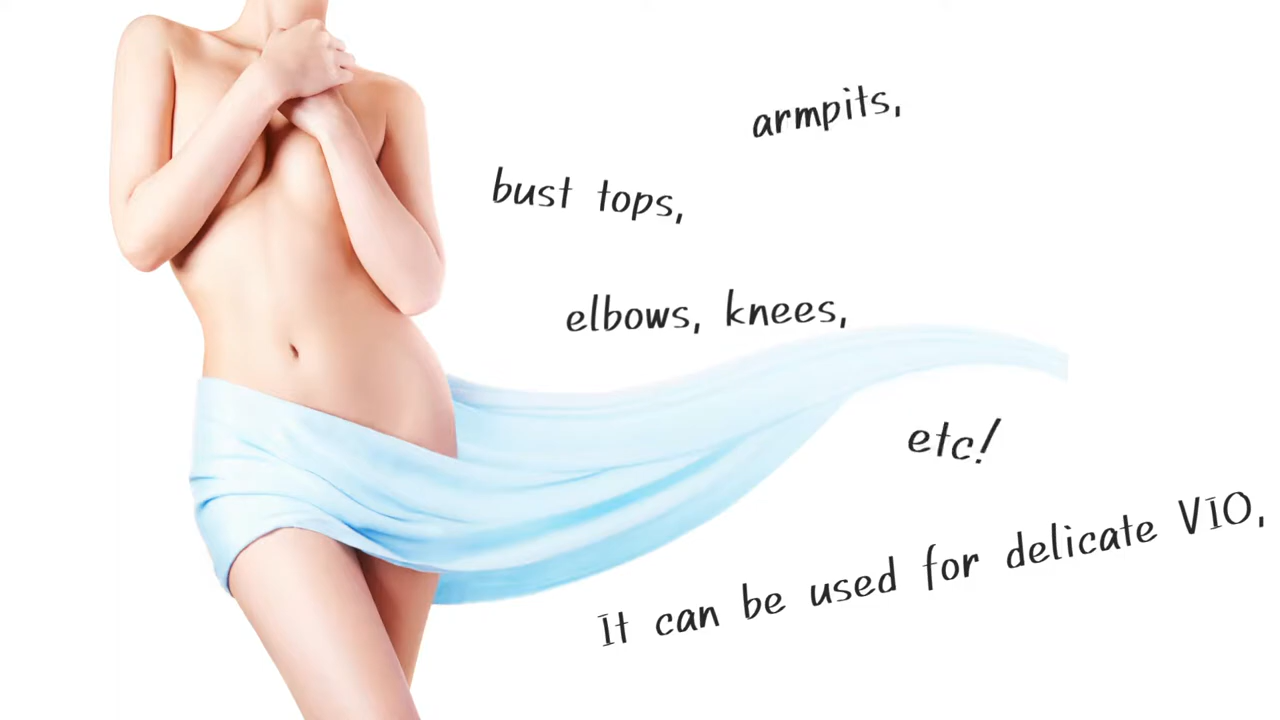 armpits,
bust tops,
elbows, knees,
etc!
It can be used for delicate VIO,